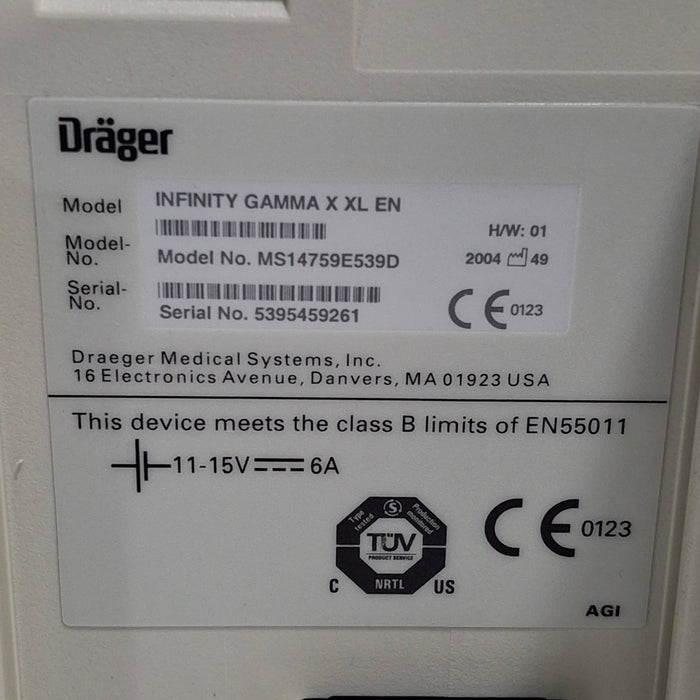 Dräger
Model INFINITY GAMMA X XL EN
H/W: 01
Model-No. Model No. MS14759E539D
2004 49
Serial-No. Serial No. 5395459261
CE 0123
Draeger Medical Systems, Inc.
16 Electronics Avenue, Danvers, MA 01923 USA
This device meets the class B limits of EN55011
11-15V 6A
Type tested S Production monitored
TÜV
PRODUCT SERVICE
C NRTL US
CE 0123
AGI